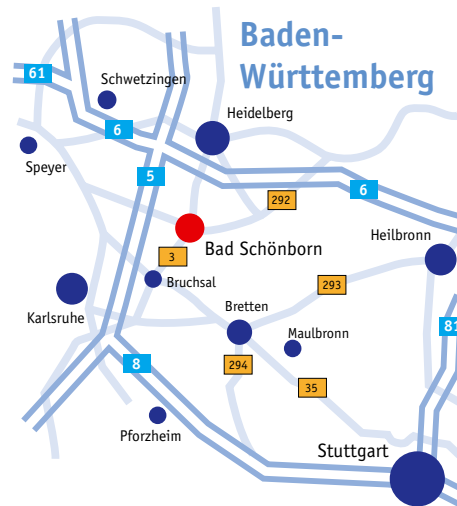 Baden-
Württemberg
61
Schwetzingen
Heidelberg
6
Speyer
5
292
6
Bad Schönborn
Heilbronn
3
Bruchsal
293
Karlsruhe
Bretten
81
Maulbronn
8
294
35
Pforzheim
Stuttgart